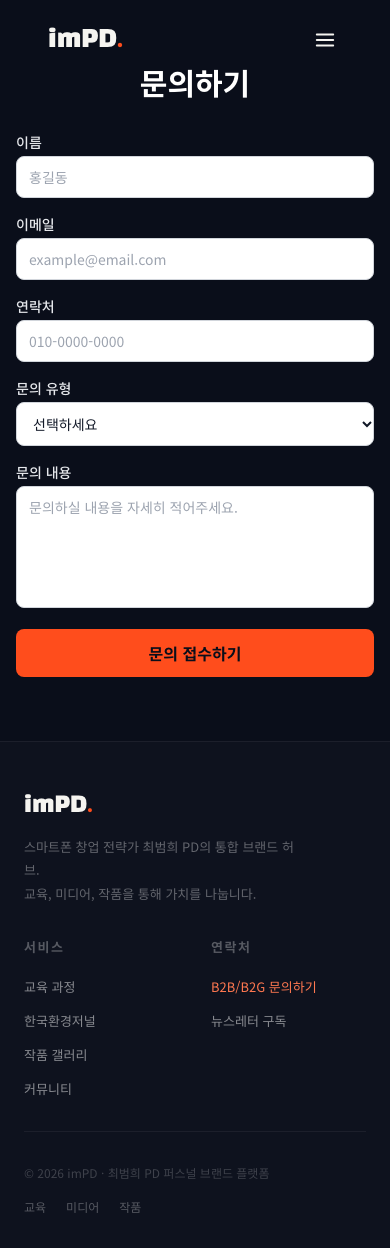 imPD.
문의하기
이름
홍길동
이메일
example@email.com
연락처
010-0000-0000
문의 유형
선택하세요
문의 내용
문의하실 내용을 자세히 적어주세요.
문의 접수하기
imPD.
스마트폰 창업 전략가 최범희 PD의 통합 브랜드 허
브.
교육, 미디어, 작품을 통해 가치를 나눕니다.
서비스
연락처
교육 과정
B2B/B2G 문의하기
한국환경저널
뉴스레터 구독
작품 갤러리
커뮤니티
© 2026 imPD · 최범희 PD 퍼스널 브랜드 플랫폼
교육 미디어 작품